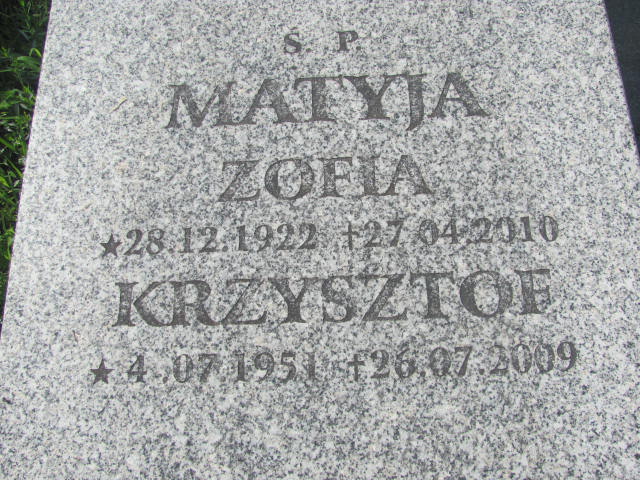 S. P.
MATYJA
ZOFIA
★28.12.1922 †27.04.2010
KRZYSZTOF
★4.07.1951 †26.07.2009